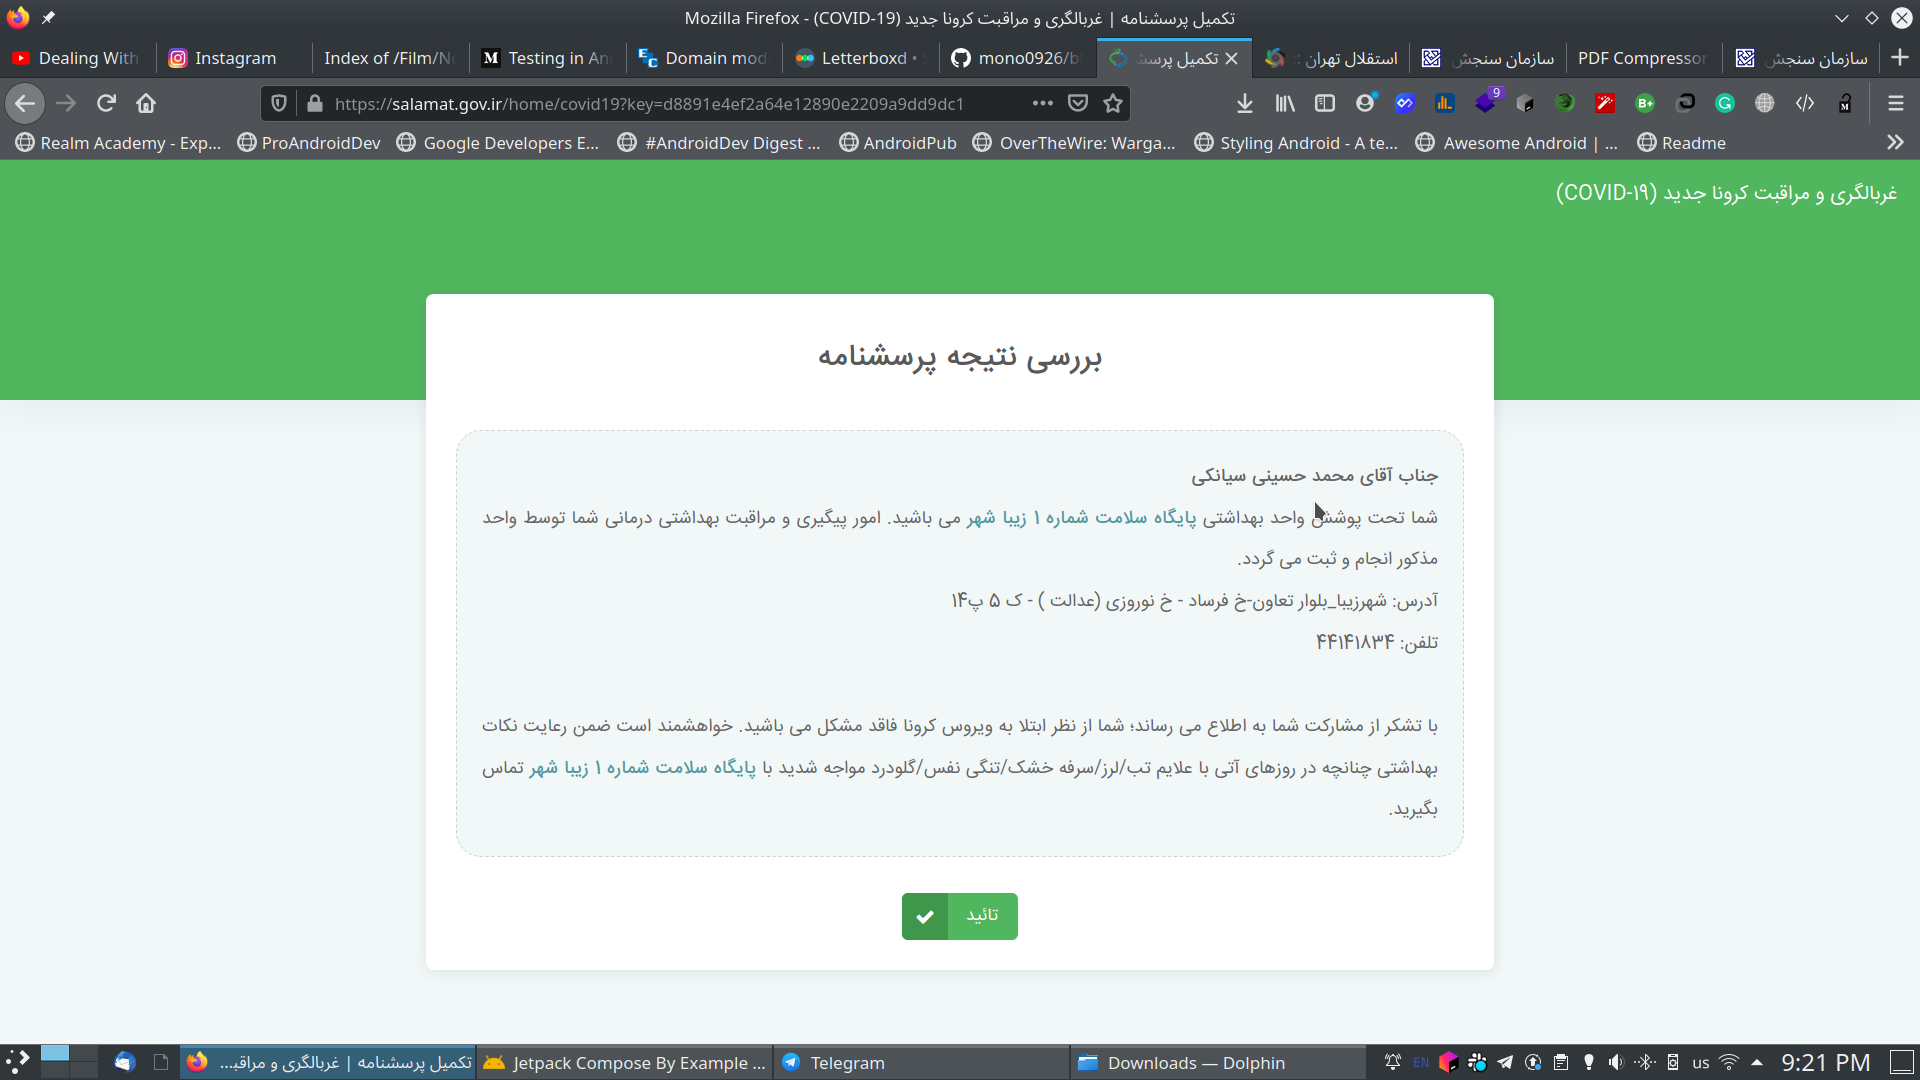 تکمیل پرسشنامه | غربالگری و مراقبت کرونا جدید (COVID-19) - Mozilla Firefox
Dealing With
Instagram
Index of /Film/Ne
Testing in An
Domain mod
Letterboxd •
mono0926/bl
تکمیل پرسش
استقلال تهران ::
سازمان سنجش
PDF Compressor
سازمان سنجش
https://salamat.gov.ir/home/covid19?key=d8891e4ef2a64e12890e2209a9dd9dc1
9
B+
Realm Academy - Exp...
ProAndroidDev
Google Developers E...
#AndroidDev Digest ...
AndroidPub
OverTheWire: Warga...
Styling Android - A te...
Awesome Android | ...
Readme
غربالگری و مراقبت کرونا جدید (COVID-۱۹)
بررسی نتیجه پرسشنامه
جناب آقای محمد حسینی سیانکی
شما تحت پوشش واحد بهداشتی پایگاه سلامت شماره ۱ زیبا شهر می باشید. امور پیگیری و مراقبت بهداشتی درمانی شما توسط واحد
مذکور انجام و ثبت می گردد.
آدرس: شهرزیبا_بلوار تعاون-خ فرساد - خ نوروزی (عدالت ) - ک ۵ پ۱۴
تلفن: ۴۴۱۴۱۸۳۴
با تشکر از مشارکت شما به اطلاع می رساند؛ شما از نظر ابتلا به ویروس کرونا فاقد مشکل می باشید. خواهشمند است ضمن رعایت نکات
بهداشتی چنانچه در روزهای آتی با علایم تب/لرز/سرفه خشک/تنگی نفس/گلودرد مواجه شدید با پایگاه سلامت شماره ۱ زیبا شهر تماس
بگیرید.
تائید
تکمیل پرسشنامه | غربالگری و مراقب...
Jetpack Compose By Example ...
Telegram
Downloads — Dolphin
EN
us
9:21 PM